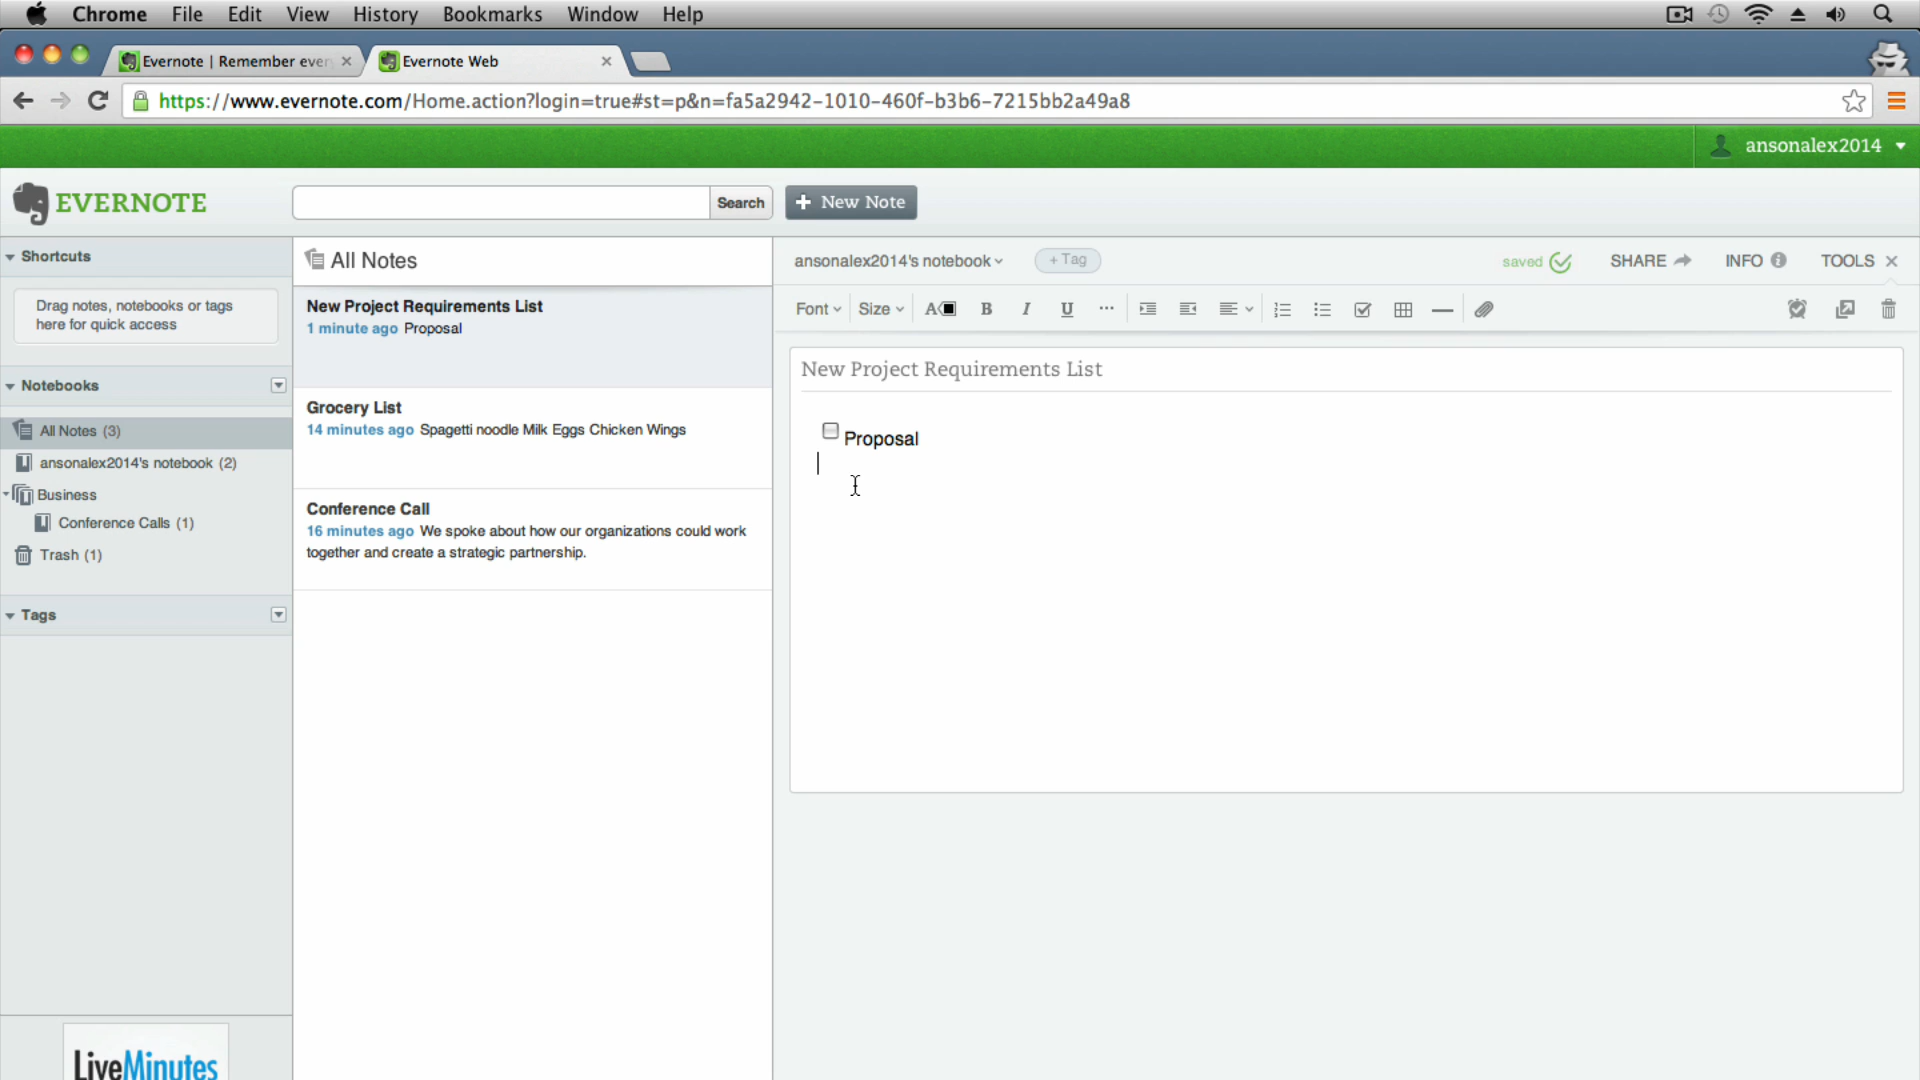 Chrome File Edit View History Bookmarks Window Help
Evernote | Remember ever
Evernote Web
https://www.evernote.com/Home.action?login=true#st=p&n=fa5a2942-1010-460f-b3b6-7215bb2a49a8
ansonalex2014
EVERNOTE
Search
+ New Note
Shortcuts
Drag notes, notebooks or tags
here for quick access
Notebooks
All Notes (3)
ansonalex2014's notebook (2)
Business
Conference Calls (1)
Trash (1)
Tags
LiveMinutes
All Notes
New Project Requirements List
1 minute ago Proposal
Grocery List
14 minutes ago Spagetti noodle Milk Eggs Chicken Wings
Conference Call
16 minutes ago We spoke about how our organizations could work
together and create a strategic partnership.
ansonalex2014's notebook
+ Tag
saved
SHARE
INFO
TOOLS
Font Size A B I U
New Project Requirements List
Proposal